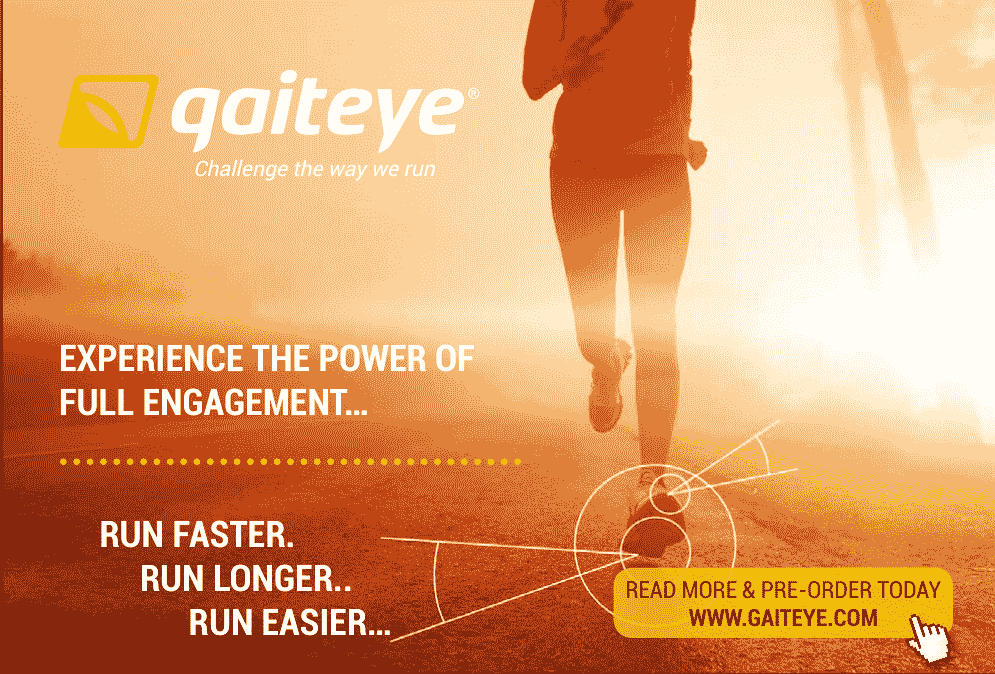 gaiteye®
Challenge the way we run
EXPERIENCE THE POWER OF
FULL ENGAGEMENT...
RUN FASTER.
RUN LONGER..
RUN EASIER...
READ MORE & PRE-ORDER TODAY
WWW.GAITEYE.COM